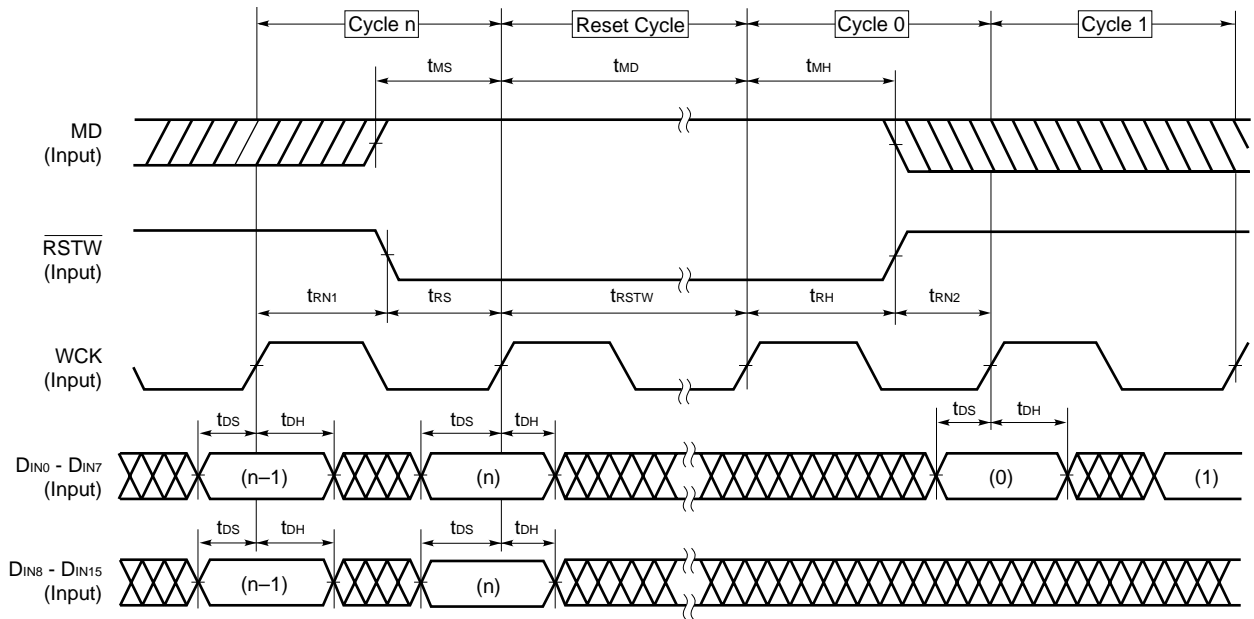 Cycle n Reset Cycle Cycle 0 Cycle 1
tMS tMD tMH
MD
(Input)
RSTW
(Input)
tRN1 tRS tRSTW tRH tRN2
WCK
(Input)
tDS tDH tDS tDH tDS tDH
DIN0 - DIN7
(Input)
(n–1) (n) (0) (1)
tDS tDH tDS tDH
DIN8 - DIN15
(Input)
(n–1) (n)